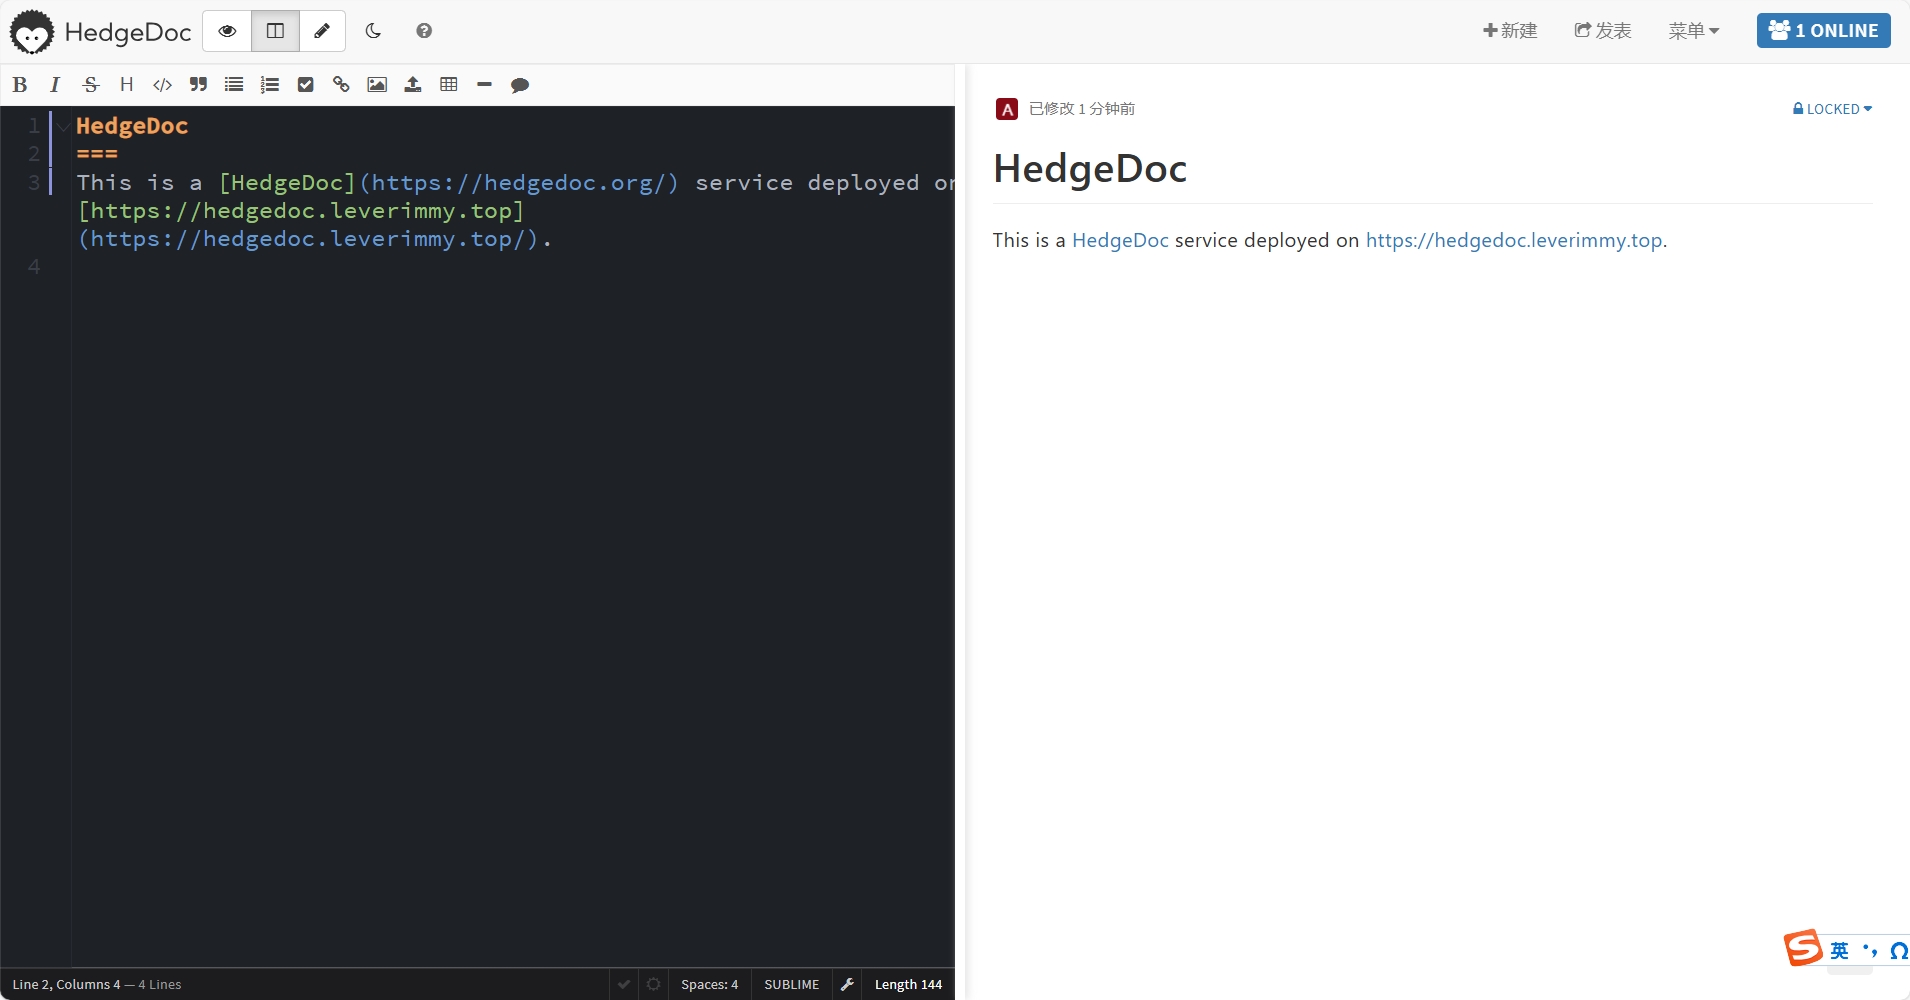 HedgeDoc
新建
发表
菜单
1 ONLINE
B I S H </>
1 HedgeDoc
2 ===
3 This is a [HedgeDoc](https://hedgedoc.org/) service deployed on
[https://hedgedoc.leverimmy.top]
(https://hedgedoc.leverimmy.top/).
4
Line 2, Columns 4 — 4 Lines
Spaces: 4
SUBLIME
Length 144
A 已修改 1 分钟前
LOCKED
HedgeDoc
This is a HedgeDoc service deployed on https://hedgedoc.leverimmy.top.
S 英